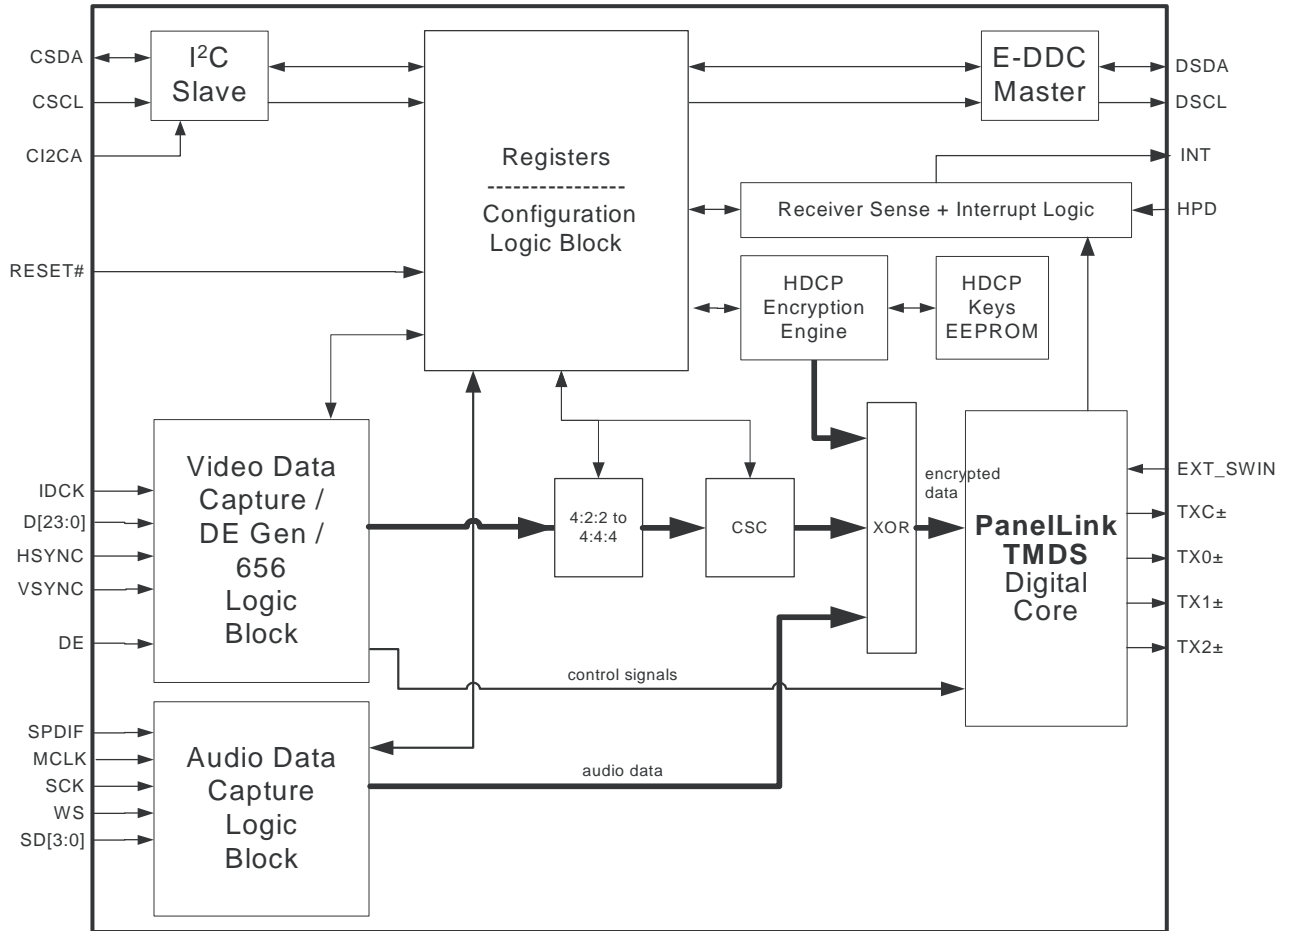 CSDA
CSCL
CI2CA
RESET#
I²C
Slave
Registers
Configuration
Logic Block
E-DDC
Master
DSDA
DSCL
INT
HPD
Receiver Sense + Interrupt Logic
HDCP
Encryption
Engine
HDCP
Keys
EEPROM
IDCK
D[23:0]
HSYNC
VSYNC
DE
Video Data
Capture /
DE Gen /
656
Logic
Block
4:2:2 to
4:4:4
CSC
XOR
encrypted
data
PanelLink
TMDS
Digital
Core
EXT_SWIN
TXC±
TX0±
TX1±
TX2±
control signals
SPDIF
MCLK
SCK
WS
SD[3:0]
Audio Data
Capture
Logic
Block
audio data